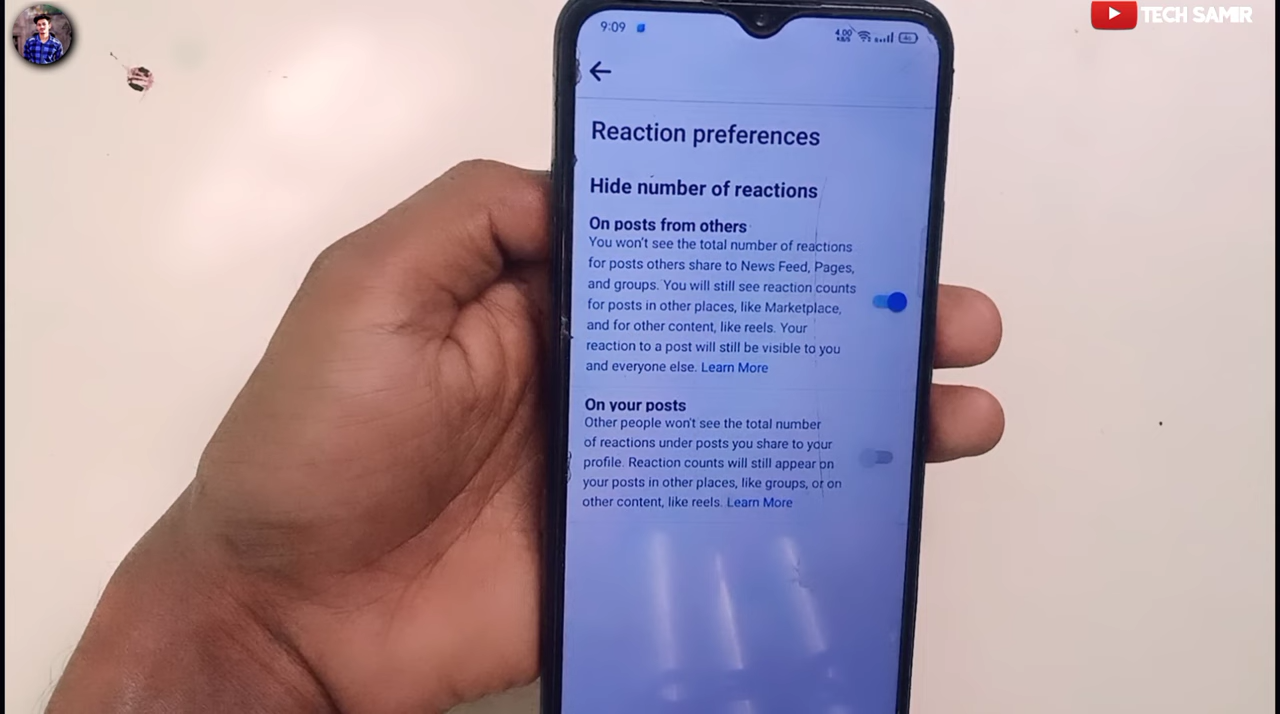 TECH SAMIR
9:09
4.00
KB/S
Reaction preferences
Hide number of reactions
On posts from others
You won't see the total number of reactions
for posts others share to News Feed, Pages,
and groups. You will still see reaction counts
for posts in other places, like Marketplace,
and for other content, like reels. Your
reaction to a post will still be visible to you
and everyone else. Learn More
On your posts
Other people won't see the total number
of reactions under posts you share to your
profile. Reaction counts will still appear on
your posts in other places, like groups, or on
other content, like reels. Learn More